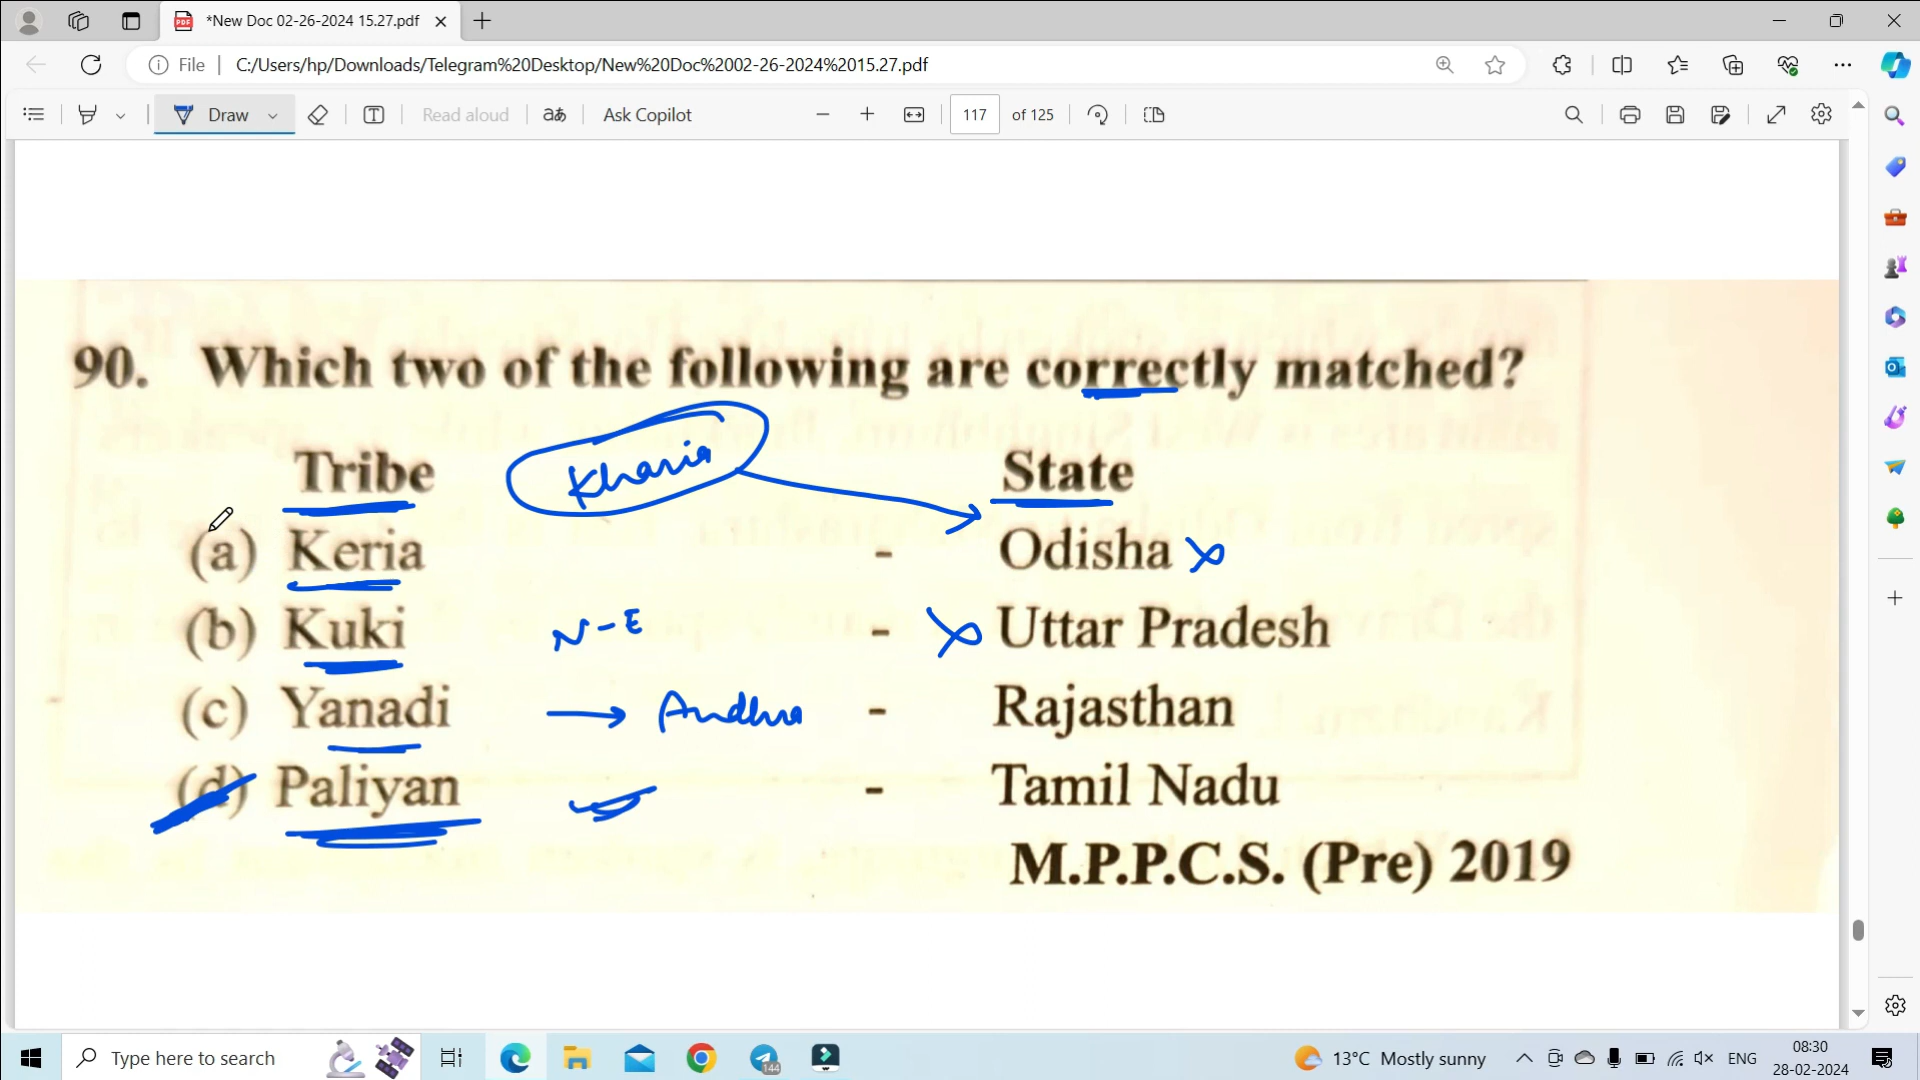 *New Doc 02-26-2024 15.27.pdf
File C:/Users/hp/Downloads/Telegram%20Desktop/New%20Doc%2002-26-2024%2015.27.pdf
Draw Read aloud aあ Ask Copilot 117 of 125
90. Which two of the following are correctly matched?
Tribe Kharia State
(a) Keria - Odisha
(b) Kuki N-E - Uttar Pradesh
(c) Yanadi → Andhra - Rajasthan
(d) Paliyan - Tamil Nadu
M.P.P.C.S. (Pre) 2019
Type here to search 144 13°C Mostly sunny ENG 08:30
28-02-2024